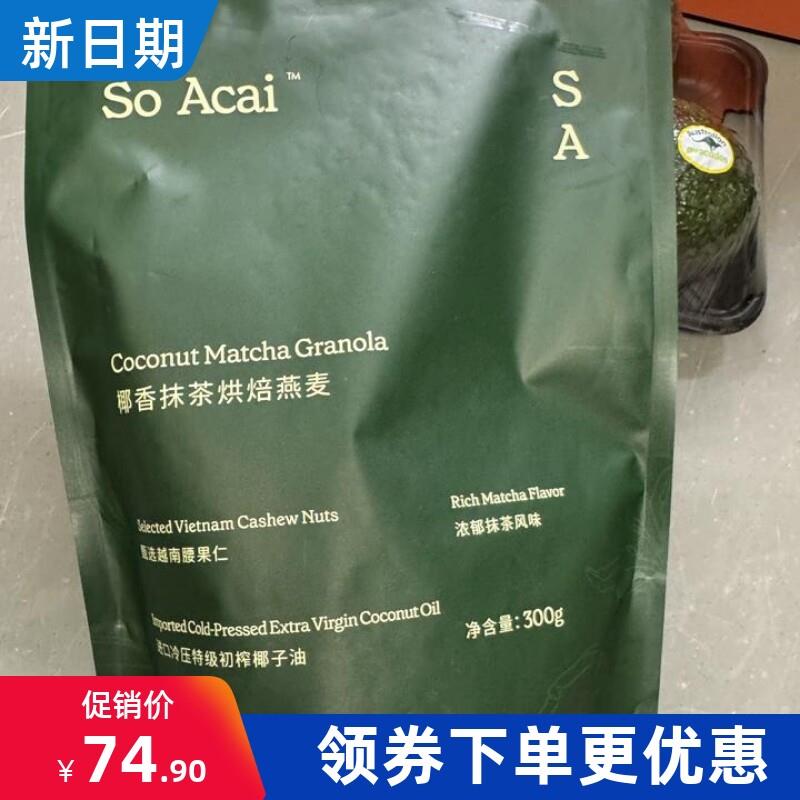 新日期
So Acai™
S
A
Australian
avocados
Coconut Matcha Granola
椰香抹茶烘焙燕麦
Selected Vietnam Cashew Nuts
甄选越南腰果仁
Rich Matcha Flavor
浓郁抹茶风味
Imported Cold-Pressed Extra Virgin Coconut Oil
进口冷压特级初榨椰子油
净含量：300g
促销价
¥74.90
领券下单更优惠